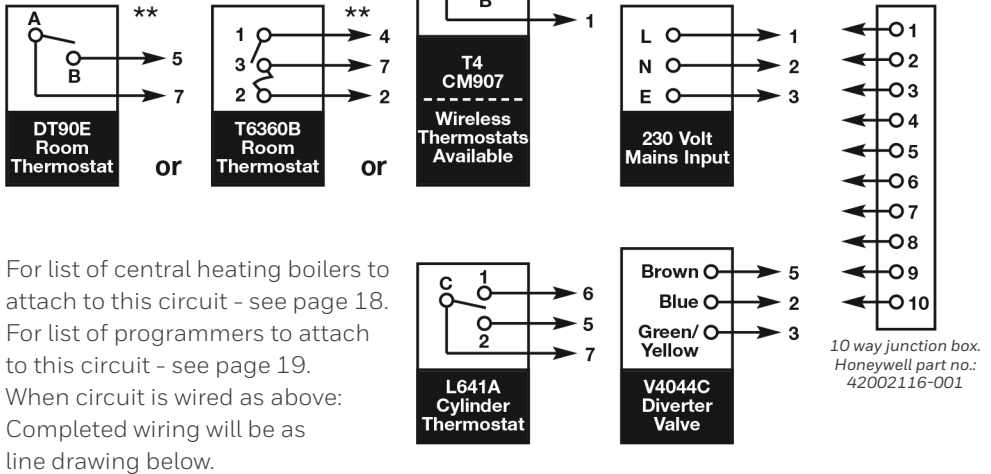 A
**
B
5
7
DT90E
Room
Thermostat
or
**
1
4
3
7
2
2
T6360B
Room
Thermostat
or
B
1
T4
CM907
Wireless
Thermostats
Available
L
1
N
2
E
3
230 Volt
Mains Input
1
2
3
4
5
6
7
8
9
10
10 way junction box.
Honeywell part no.:
42002116-001
For list of central heating boilers to
attach to this circuit - see page 18.
For list of programmers to attach
to this circuit - see page 19.
When circuit is wired as above:
Completed wiring will be as
line drawing below.
C
1
6
2
5
7
L641A
Cylinder
Thermostat
Brown
5
Blue
2
Green/
Yellow
3
V4044C
Diverter
Valve